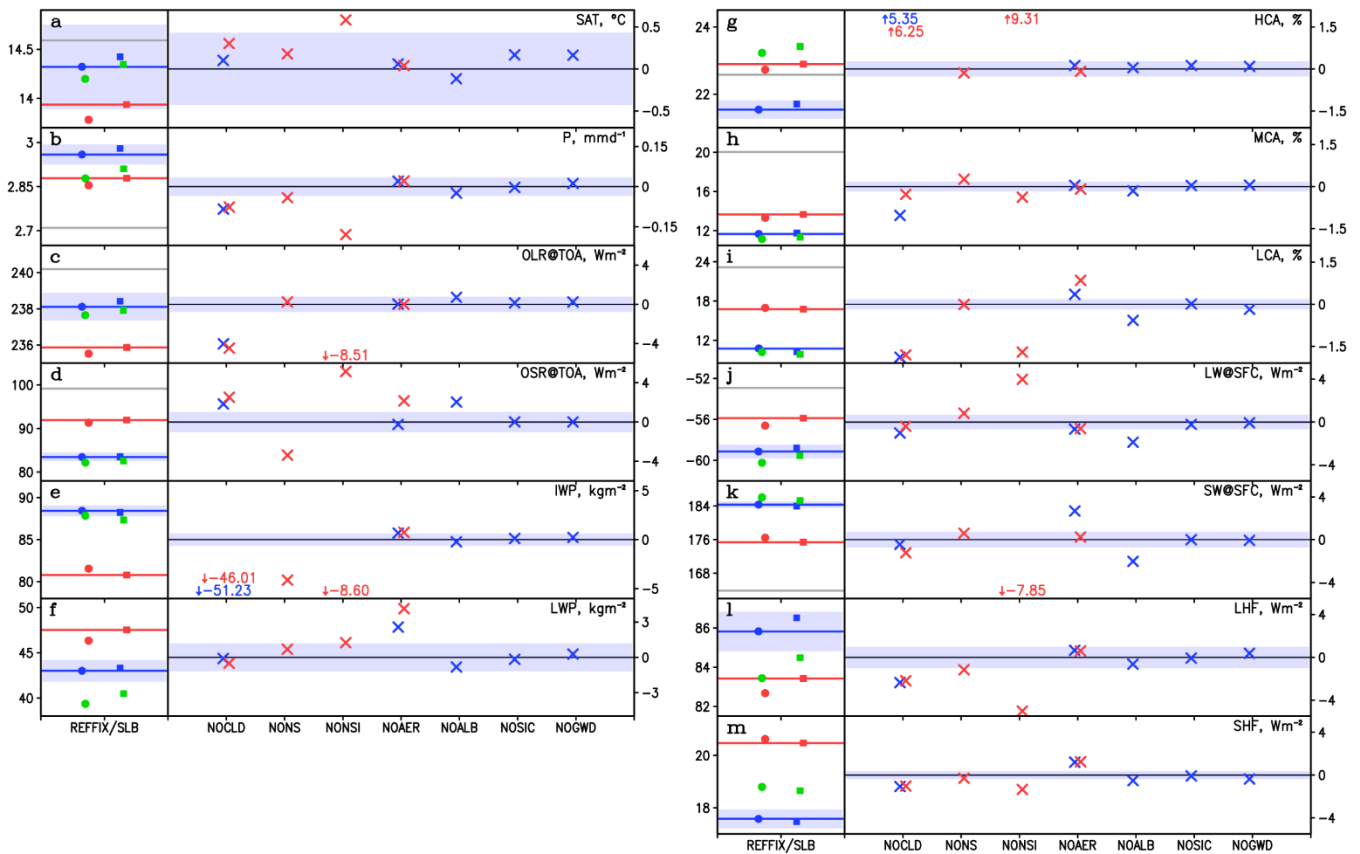 a
SAT, °C
14.5
14
0.5
0
−0.5
b
P, mmd⁻¹
3
2.85
2.7
0.15
0
−0.15
c
OLR@TOA, Wm⁻²
240
238
236
4
0
−4
↓−8.51
d
OSR@TOA, Wm⁻²
100
90
80
4
0
−4
e
IWP, kgm⁻²
90
85
80
5
0
−5
↓−46.01
↓−51.23
↓−8.60
f
LWP, kgm⁻²
50
45
40
3
0
−3
REFFIX/SLB NOCLD NONS NONSI NOAER NOALB NOSIC NOGWD
g
HCA, %
↑5.35
↑6.25
↑9.31
24
22
1.5
0
−1.5
h
MCA, %
16
12
1.5
0
−1.5
i
LCA, %
24
18
12
1.5
0
−1.5
j
LW@SFC, Wm⁻²
−52
−56
−60
4
0
−4
k
SW@SFC, Wm⁻²
184
176
168
4
0
−4
↓−7.85
l
LHF, Wm⁻²
86
84
82
4
0
−4
m
SHF, Wm⁻²
20
18
4
0
−4
REFFIX/SLB NOCLD NONS NONSI NOAER NOALB NOSIC NOGWD